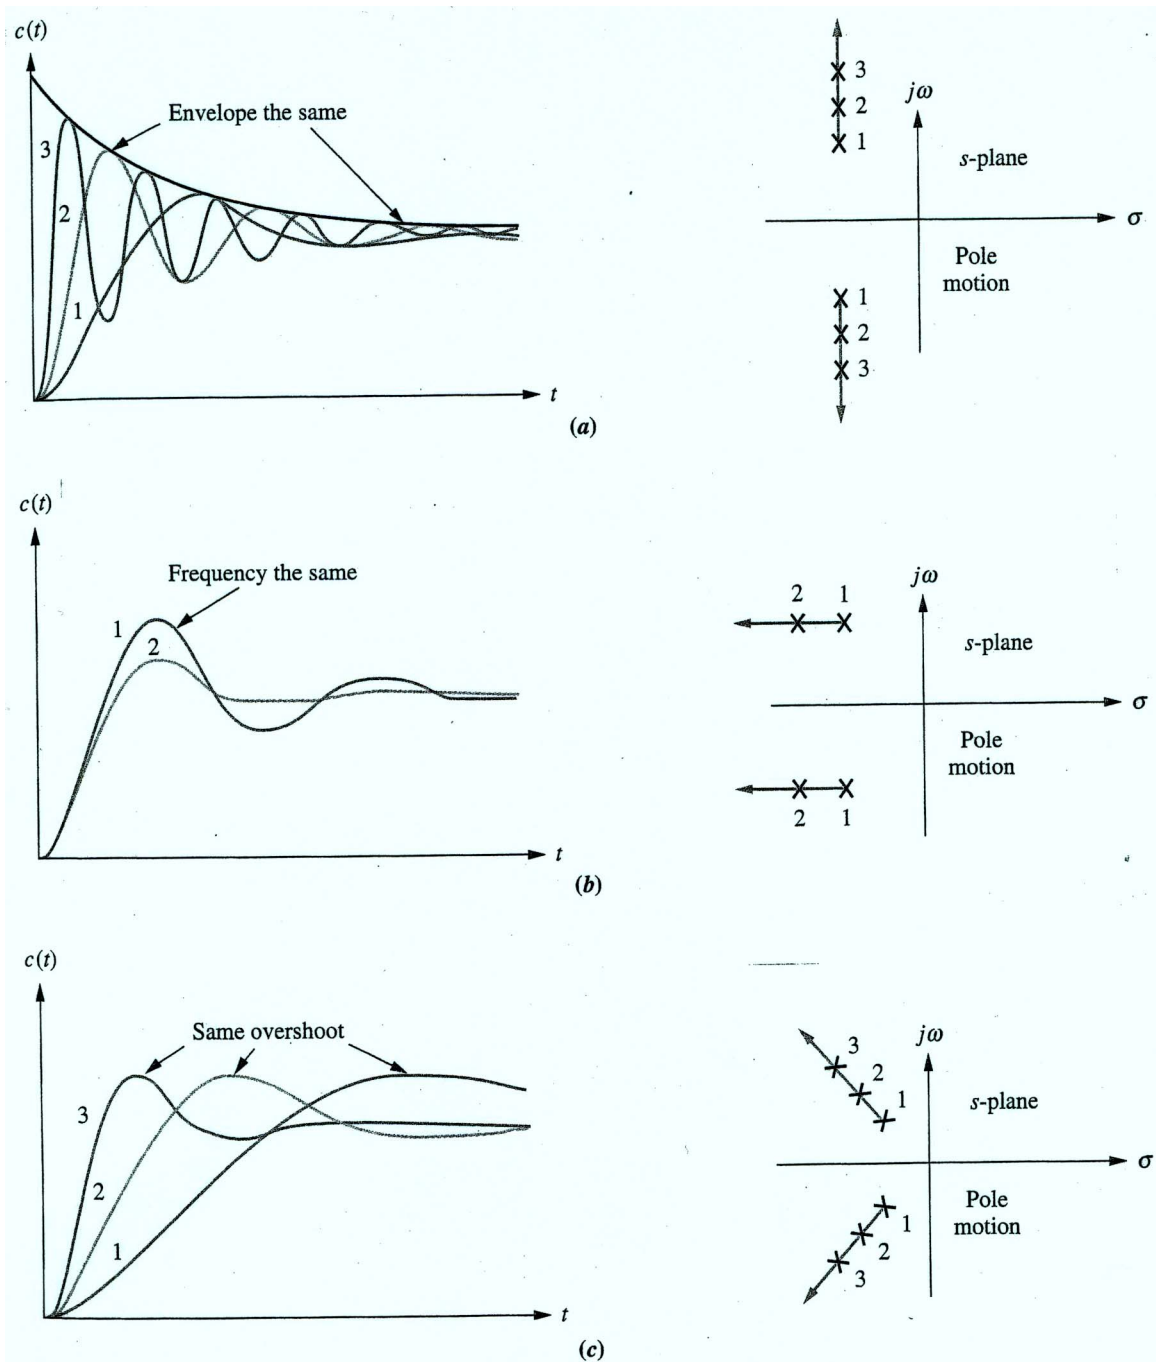 c(t)
Envelope the same
3
2
1
t
3
2
1
jω
s-plane
σ
Pole
motion
1
2
3
(a)
c(t)
Frequency the same
1
2
t
2 1
jω
s-plane
σ
Pole
motion
2 1
(b)
c(t)
Same overshoot
3
2
1
t
3
2
1
jω
s-plane
σ
Pole
motion
1
2
3
(c)